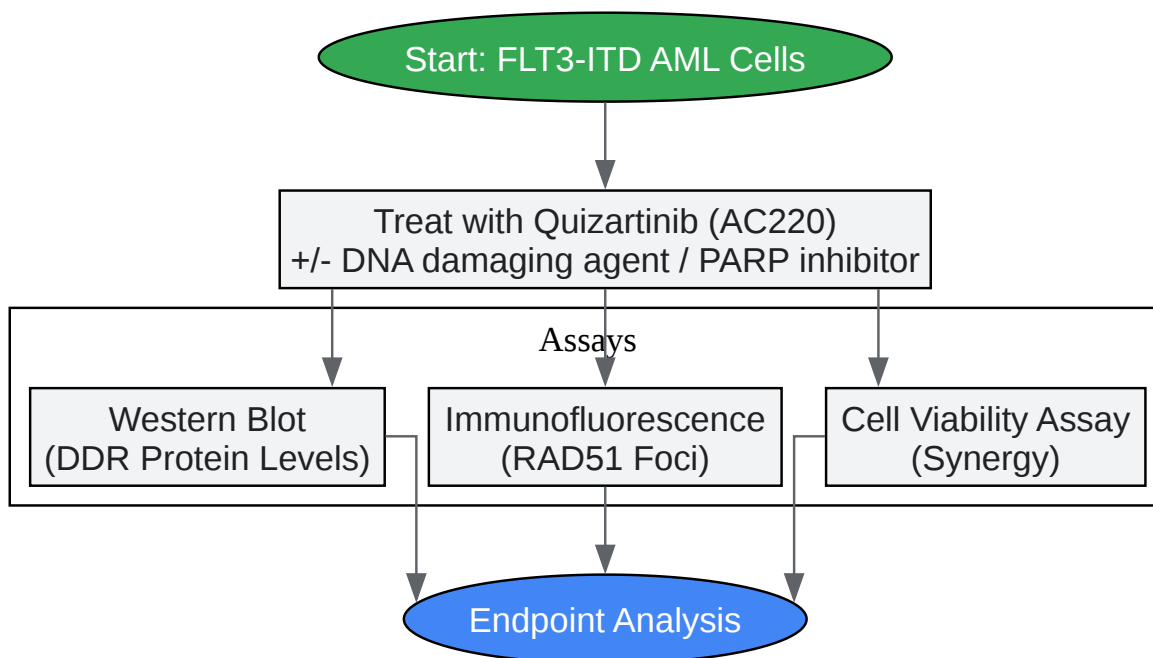 Start: FLT3-ITD AML Cells
Treat with Quizartinib (AC220)
+/- DNA damaging agent / PARP inhibitor
Assays
Western Blot
(DDR Protein Levels)
Immunofluorescence
(RAD51 Foci)
Cell Viability Assay
(Synergy)
Endpoint Analysis